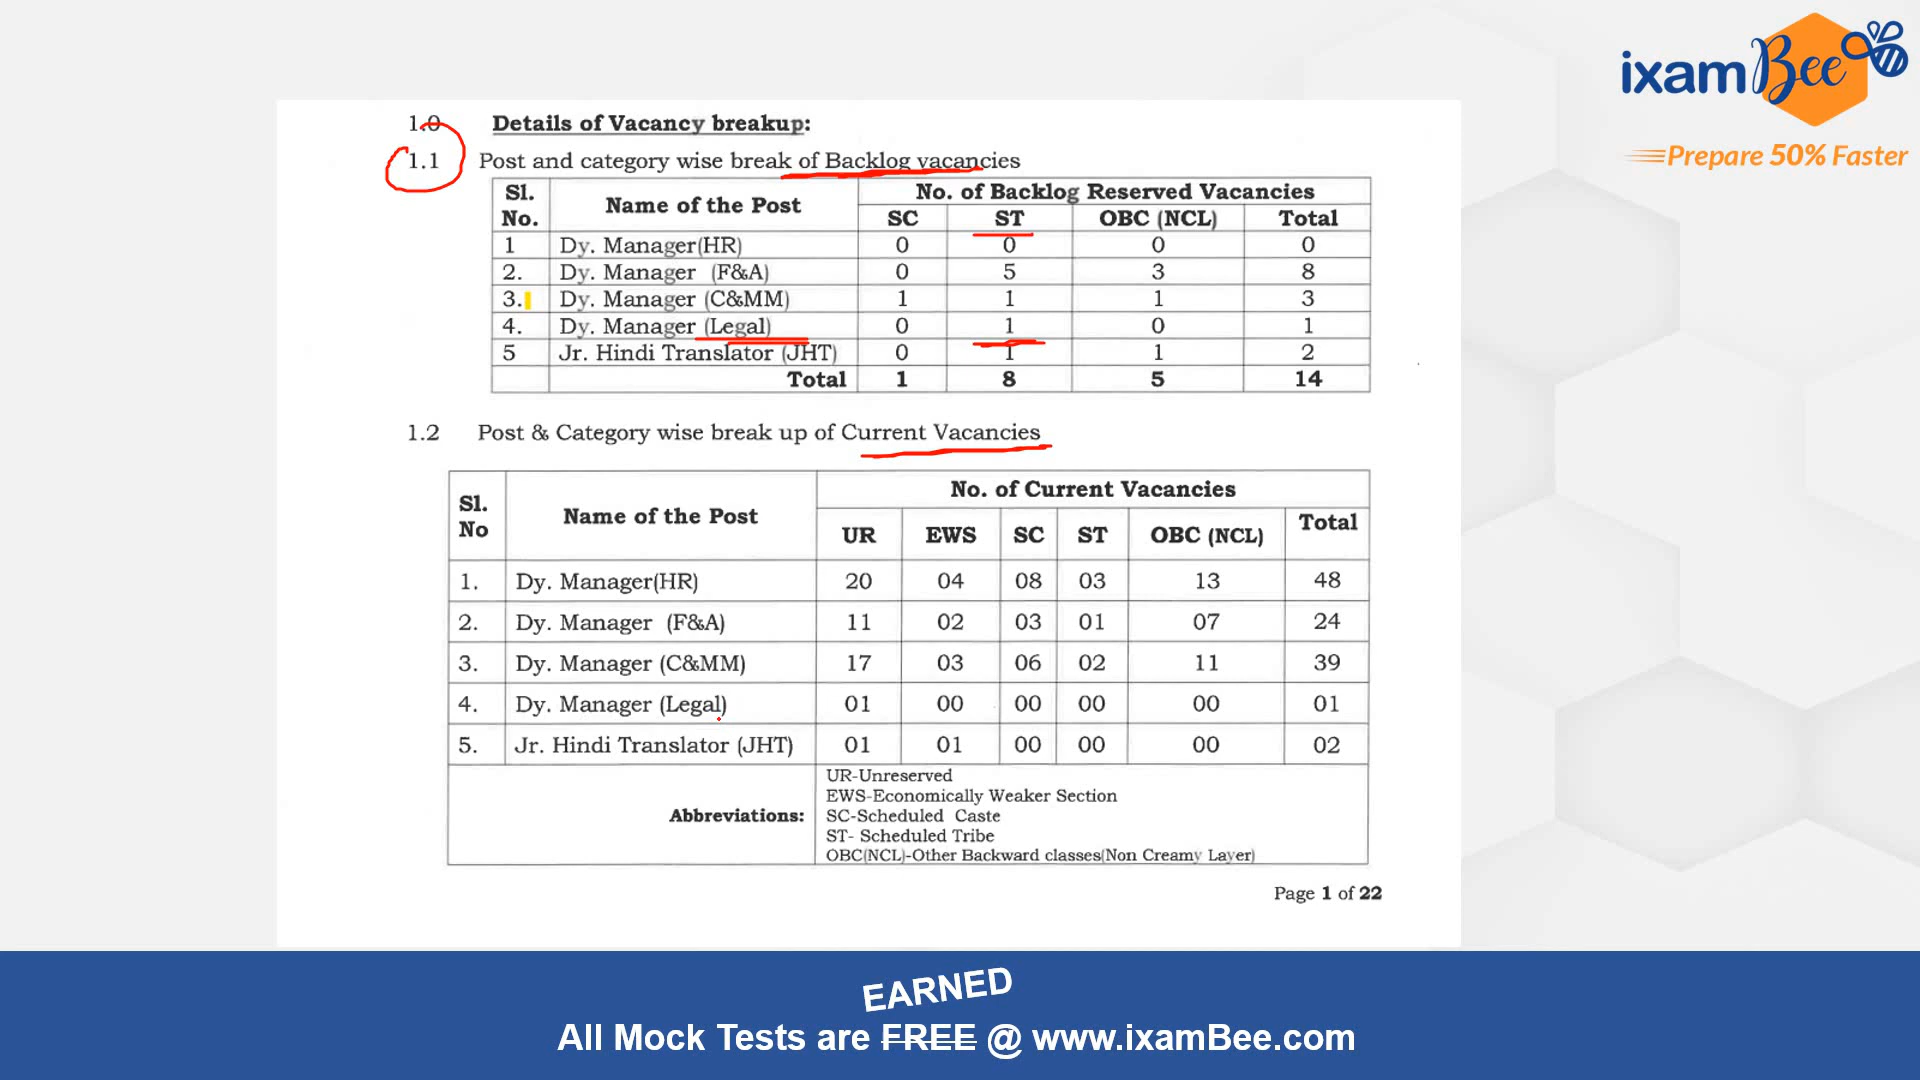 ixamBee
Prepare 50% Faster
1.0 Details of Vacancy breakup:
1.1 Post and category wise break of Backlog vacancies
Sl. No. Name of the Post No. of Backlog Reserved Vacancies
SC ST OBC (NCL) Total
1 Dy. Manager(HR) 0 0 0 0
2. Dy. Manager (F&A) 0 5 3 8
3. Dy. Manager (C&MM) 1 1 1 3
4. Dy. Manager (Legal) 0 1 0 1
5 Jr. Hindi Translator (JHT) 0 1 1 2
Total 1 8 5 14
1.2 Post & Category wise break up of Current Vacancies
Sl. No Name of the Post No. of Current Vacancies
UR EWS SC ST OBC (NCL) Total
1. Dy. Manager(HR) 20 04 08 03 13 48
2. Dy. Manager (F&A) 11 02 03 01 07 24
3. Dy. Manager (C&MM) 17 03 06 02 11 39
4. Dy. Manager (Legal) 01 00 00 00 00 01
5. Jr. Hindi Translator (JHT) 01 01 00 00 00 02
Abbreviations:
UR-Unreserved
EWS-Economically Weaker Section
SC-Scheduled Caste
ST- Scheduled Tribe
OBC(NCL)-Other Backward classes(Non Creamy Layer)
Page 1 of 22
EARNED
All Mock Tests are FREE @ www.ixamBee.com